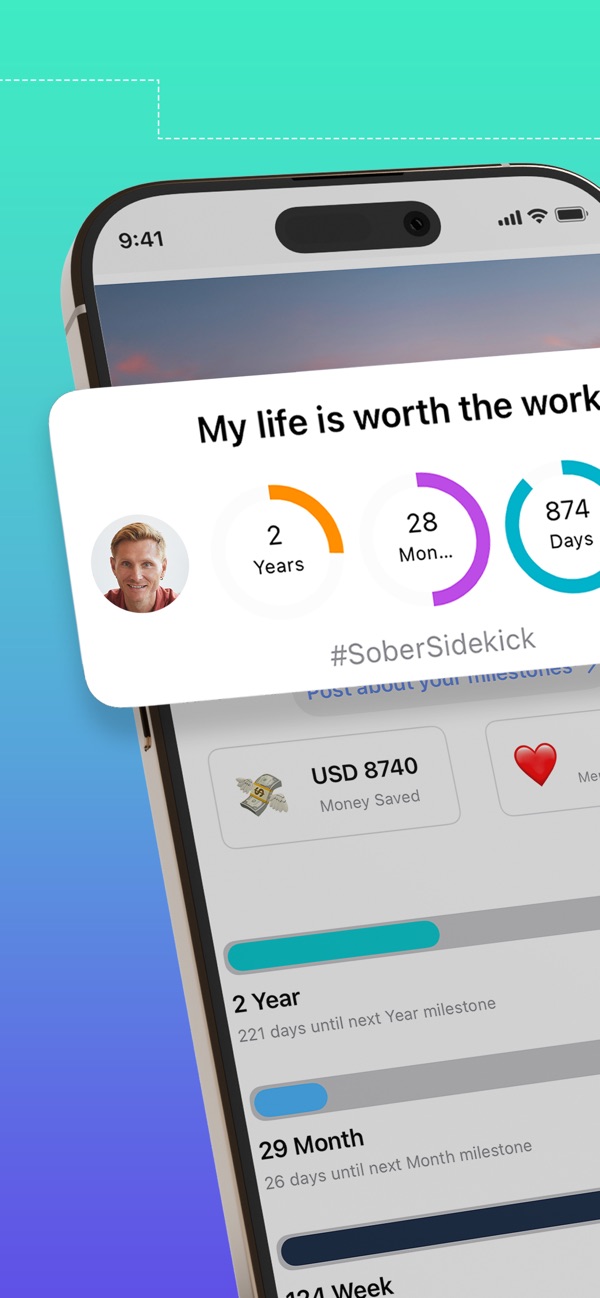 9:41
My life is worth the work
2
Years
28
Mon...
874
Days
#SoberSidekick
Post about your milestones
USD 8740
Money Saved
2 Year
221 days until next Year milestone
29 Month
26 days until next Month milestone
124 Week